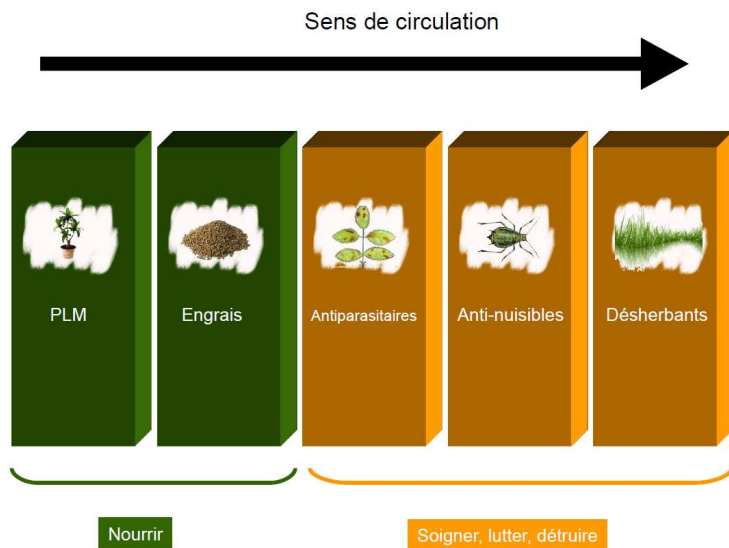 Sens de circulation
PLM
Engrais
Antiparasitaires
Anti-nuisibles
Désherbants
Nourrir
Soigner, lutter, détruire